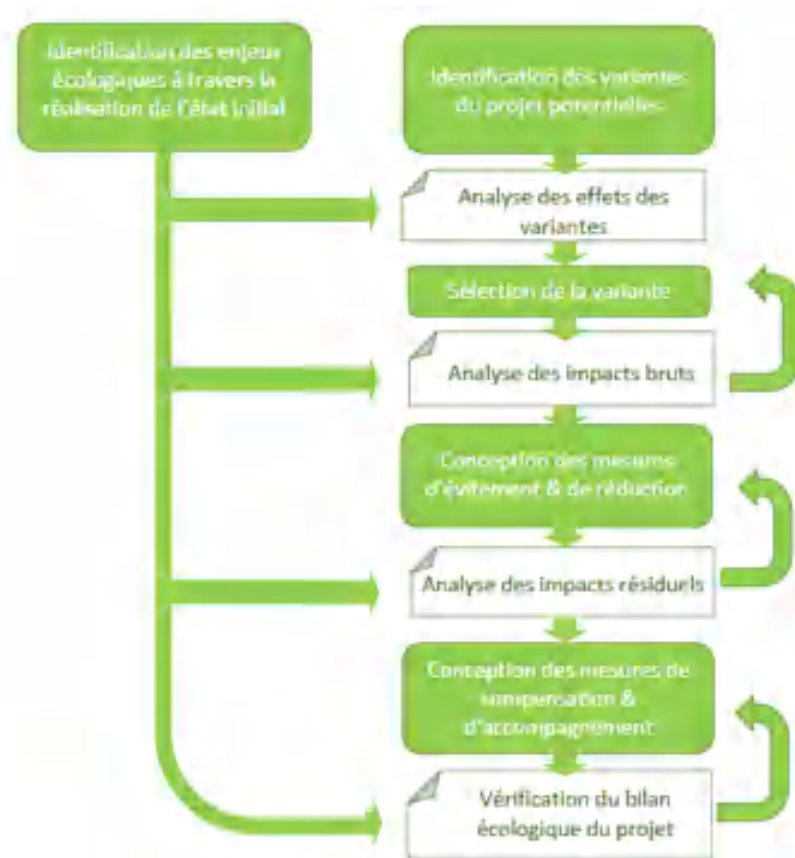 Identification des enjeux
écologiques à travers la
réalisation de l'état initial
Identification des variantes
du projet potentielles
Analyse des effets des
variantes
Sélection de la variante
Analyse des impacts bruts
Conception des mesures
d'évitement & de réduction
Analyse des impacts résiduels
Conception des mesures de
compensation &
d'accompagnement
Vérification du bilan
écologique du projet